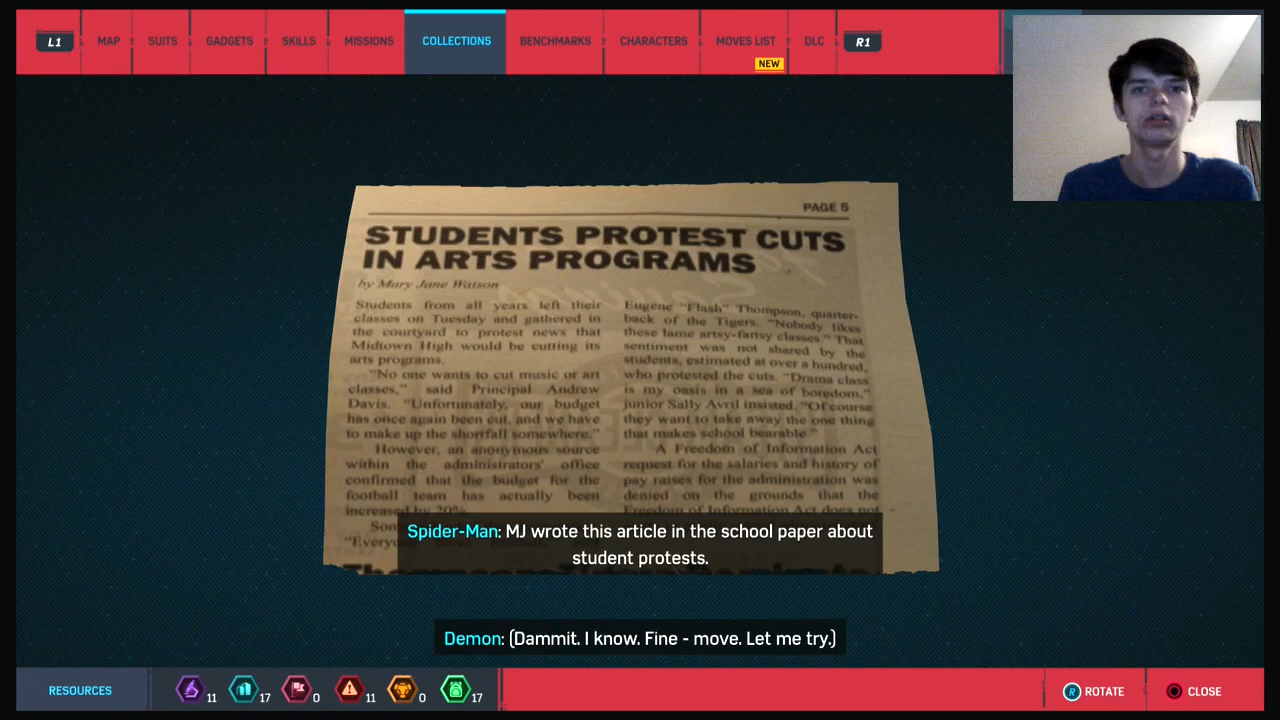 L1 MAP SUITS GADGETS SKILLS MISSIONS COLLECTIONS BENCHMARKS CHARACTERS MOVES LIST DLC R1
NEW
PAGE 5
STUDENTS PROTEST CUTS
IN ARTS PROGRAMS
by Mary Jane Watson
Students from all years left their
classes on Tuesday and gathered in
the courtyard to protest news that
Midtown High would be cutting its
arts programs.
"No one wants to cut music or art
classes," said Principal Andrew
Davis. "Unfortunately, our budget
has once again been cut, and we have
to make up the shortfall somewhere."
However, an anonymous source
within the administrators' office
confirmed that the budget for the
football team has actually been
increased by 20%.
Eugene "Flash" Thompson, quarter-
back of the Tigers. "Nobody likes
these lame artsy-fartsy classes." That
sentiment was not shared by the
students, estimated at over a hundred,
who protested the cuts. "Drama class
is my oasis in a sea of boredom,"
junior Sally Avril insisted. "Of course
they want to take away the one thing
that makes school bearable."
A Freedom of Information Act
request for the salaries and history of
pay raises for the administration was
denied on the grounds that the
Freedom of Information Act does not
Spider-Man: MJ wrote this article in the school paper about
student protests.
Demon: (Dammit. I know. Fine - move. Let me try.)
RESOURCES 11 17 0 11 0 17 R ROTATE CLOSE